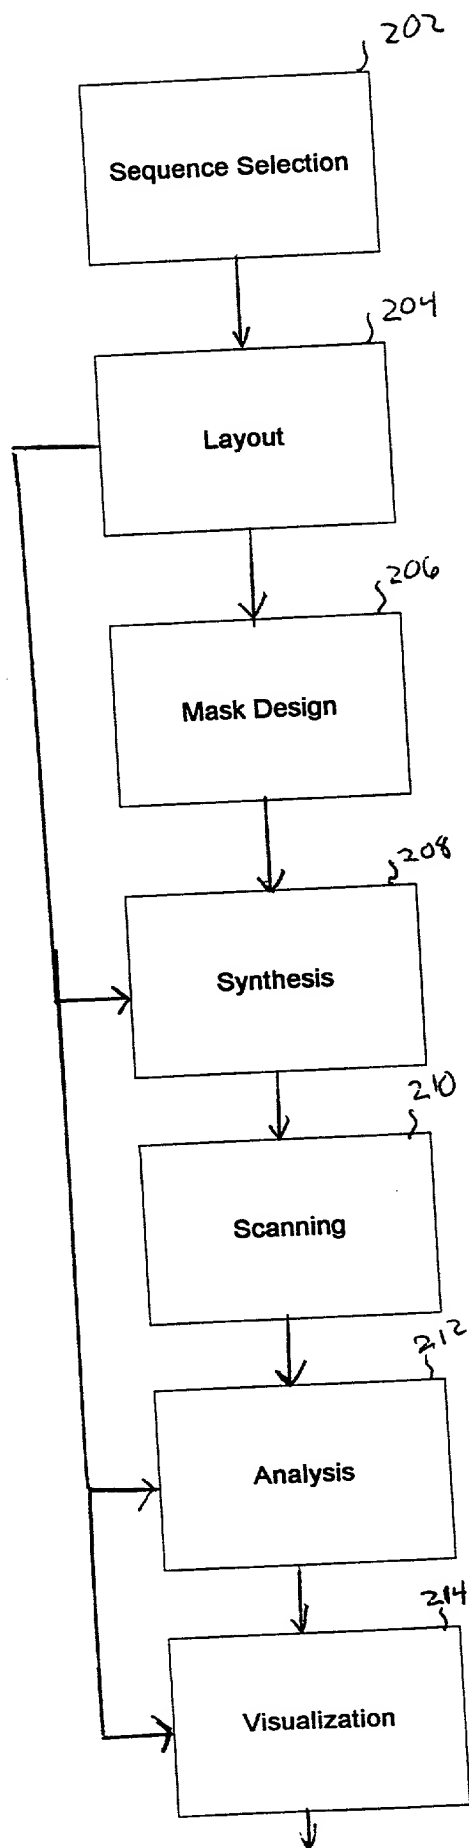 202
Sequence Selection
204
Layout
206
Mask Design
208
Synthesis
210
Scanning
212
Analysis
214
Visualization